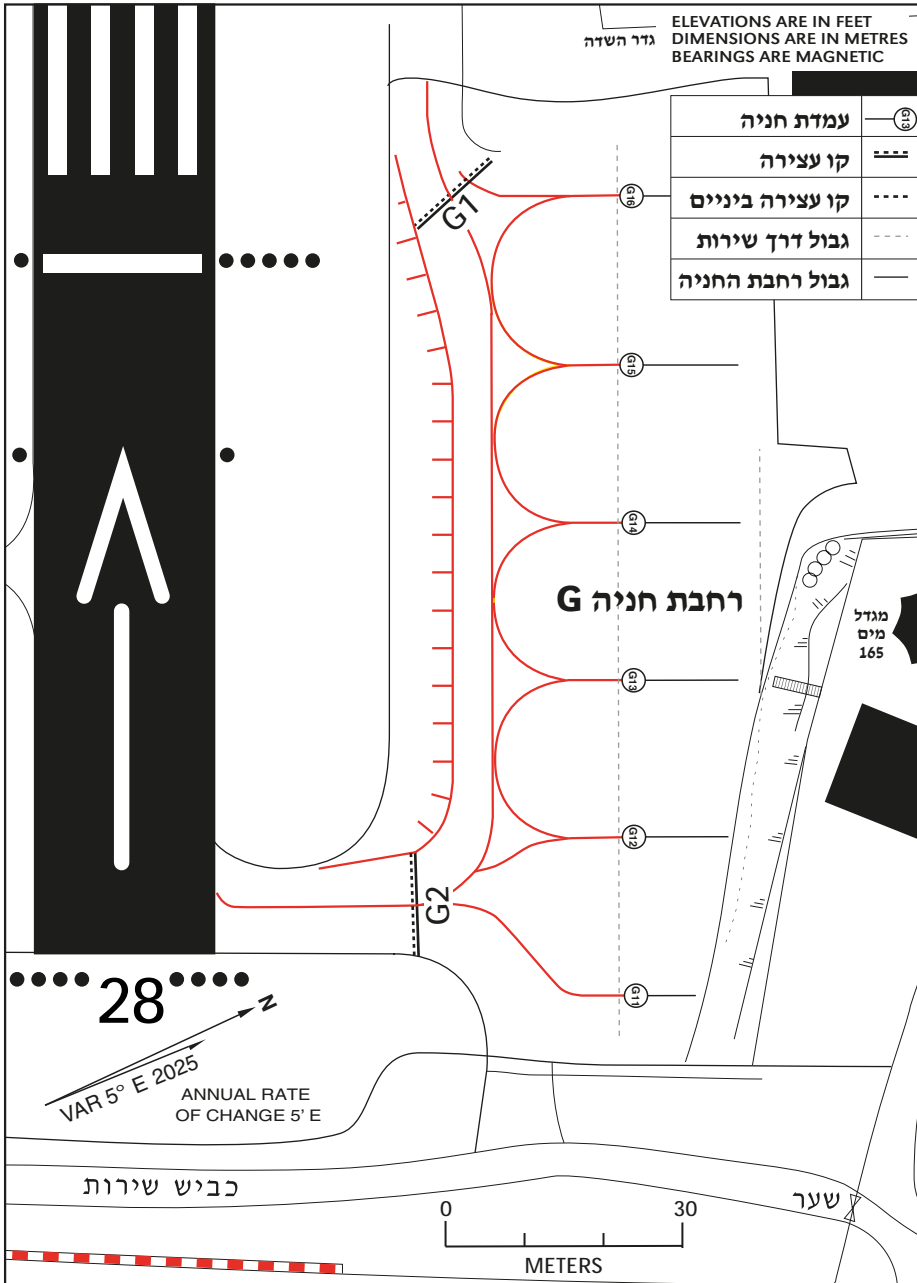 ELEVATIONS ARE IN FEET
DIMENSIONS ARE IN METRES
BEARINGS ARE MAGNETIC
גדר השדה
עמדת חניה
G13
קו עצירה
קו עצירה ביניים
גבול דרך שירות
גבול רחבת החניה
G1
G16
G15
G14
רחבת חניה G
מגדל
מים
165
G13
G12
G2
G11
28
N
VAR 5° E 2025
ANNUAL RATE
OF CHANGE 5' E
כביש שירות
שער
0 30
METERS